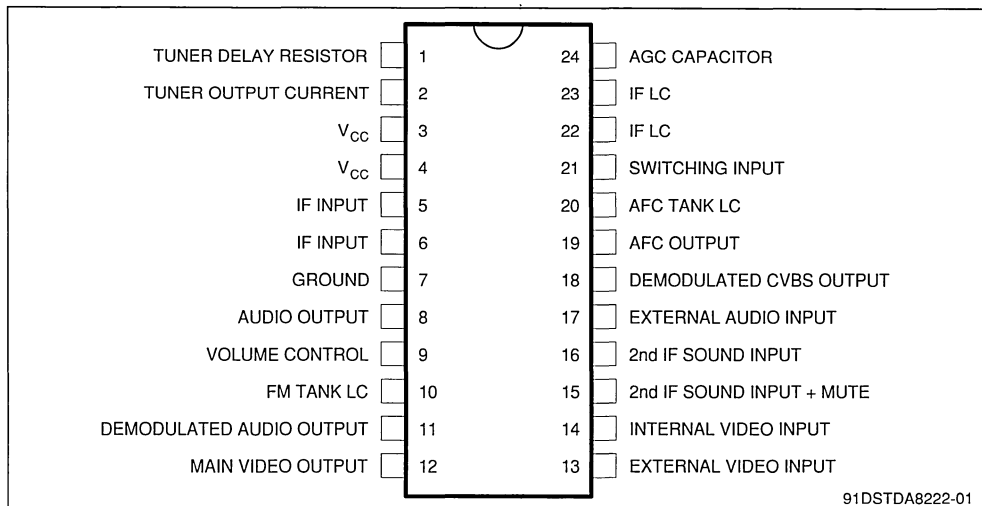 TUNER DELAY RESISTOR 1 24 AGC CAPACITOR
TUNER OUTPUT CURRENT 2 23 IF LC
VCC 3 22 IF LC
VCC 4 21 SWITCHING INPUT
IF INPUT 5 20 AFC TANK LC
IF INPUT 6 19 AFC OUTPUT
GROUND 7 18 DEMODULATED CVBS OUTPUT
AUDIO OUTPUT 8 17 EXTERNAL AUDIO INPUT
VOLUME CONTROL 9 16 2nd IF SOUND INPUT
FM TANK LC 10 15 2nd IF SOUND INPUT + MUTE
DEMODULATED AUDIO OUTPUT 11 14 INTERNAL VIDEO INPUT
MAIN VIDEO OUTPUT 12 13 EXTERNAL VIDEO INPUT
91DSTDA8222-01